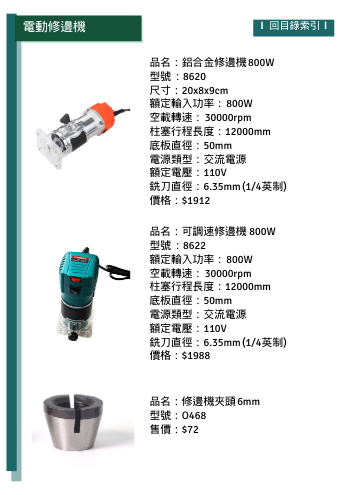 電動修邊機
I 回目錄索引 I
品名：鋁合金修邊機800W
型號：8620
尺寸：20x8x9cm
額定輸入功率：800W
空載轉速：30000rpm
柱塞行程長度：12000mm
底板直徑：50mm
電源類型：交流電源
額定電壓：110V
銑刀直徑：6.35mm(1/4英制)
價格：$1912
品名：可調速修邊機 800W
型號：8622
額定輸入功率：800W
空載轉速：30000rpm
柱塞行程長度：12000mm
底板直徑：50mm
電源類型：交流電源
額定電壓：110V
銑刀直徑：6.35mm(1/4英制)
價格：$1988
品名：修邊機夾頭6mm
型號：O468
售價：$72